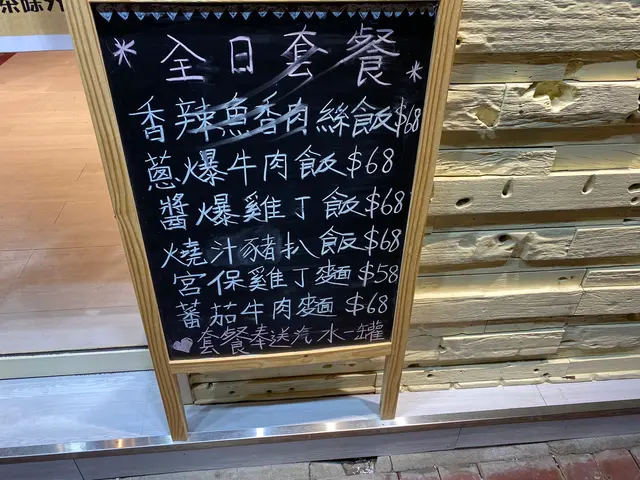 *全日套餐*
香辣魚香肉絲飯$68
蔥爆牛肉飯$68
醬爆雞丁飯$68
燒汁豬扒飯$68
宮保雞丁麵$58
蕃茄牛肉麵$68
套餐奉送汽水一罐